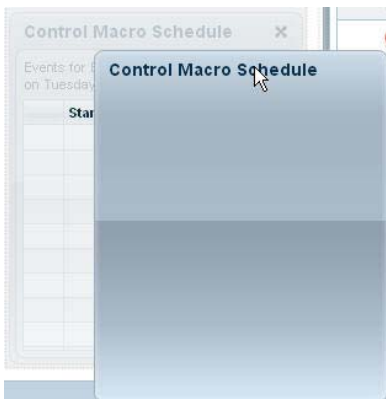 Control Macro Schedule
Events for
on Tuesday
Star
Control Macro Schedule